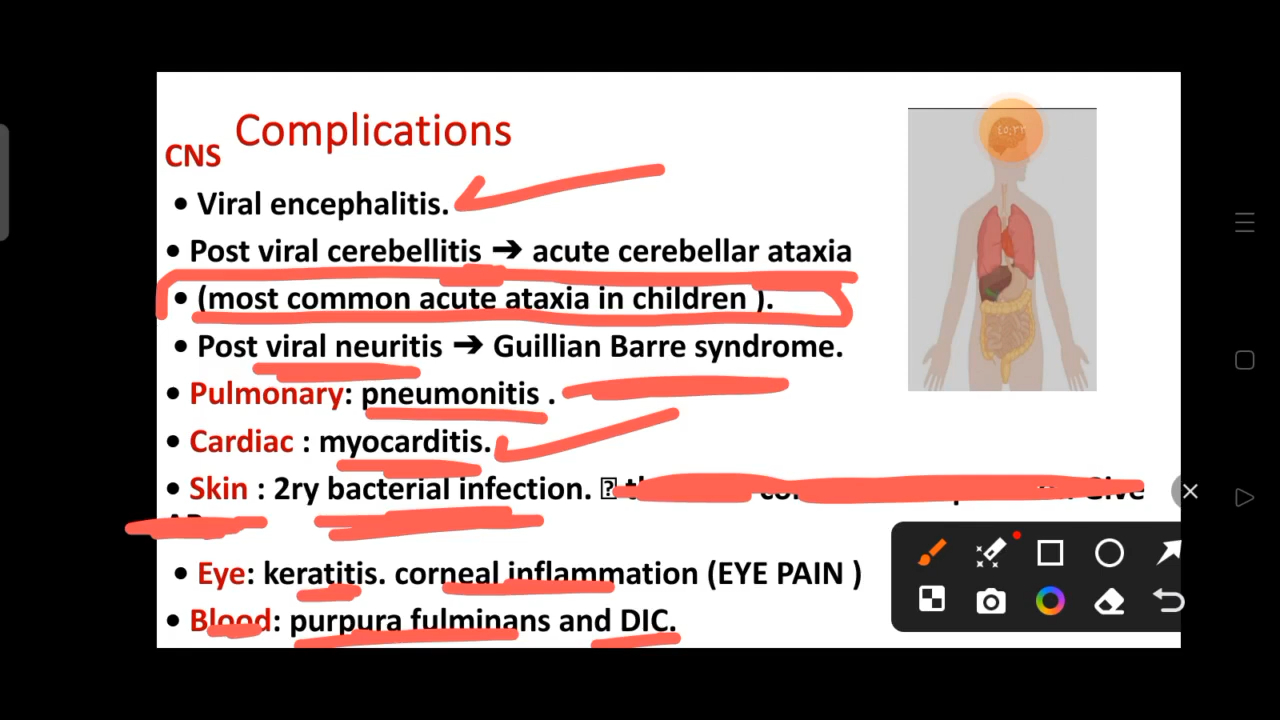 Complications
CNS
• Viral encephalitis.
• Post viral cerebellitis ➔ acute cerebellar ataxia
• (most common acute ataxia in children ).
• Post viral neuritis ➔ Guillian Barre syndrome.
• Pulmonary: pneumonitis .
• Cardiac : myocarditis.
• Skin : 2ry bacterial infection. Give
• Eye: keratitis. corneal inflammation (EYE PAIN )
• Blood: purpura fulminans and DIC.